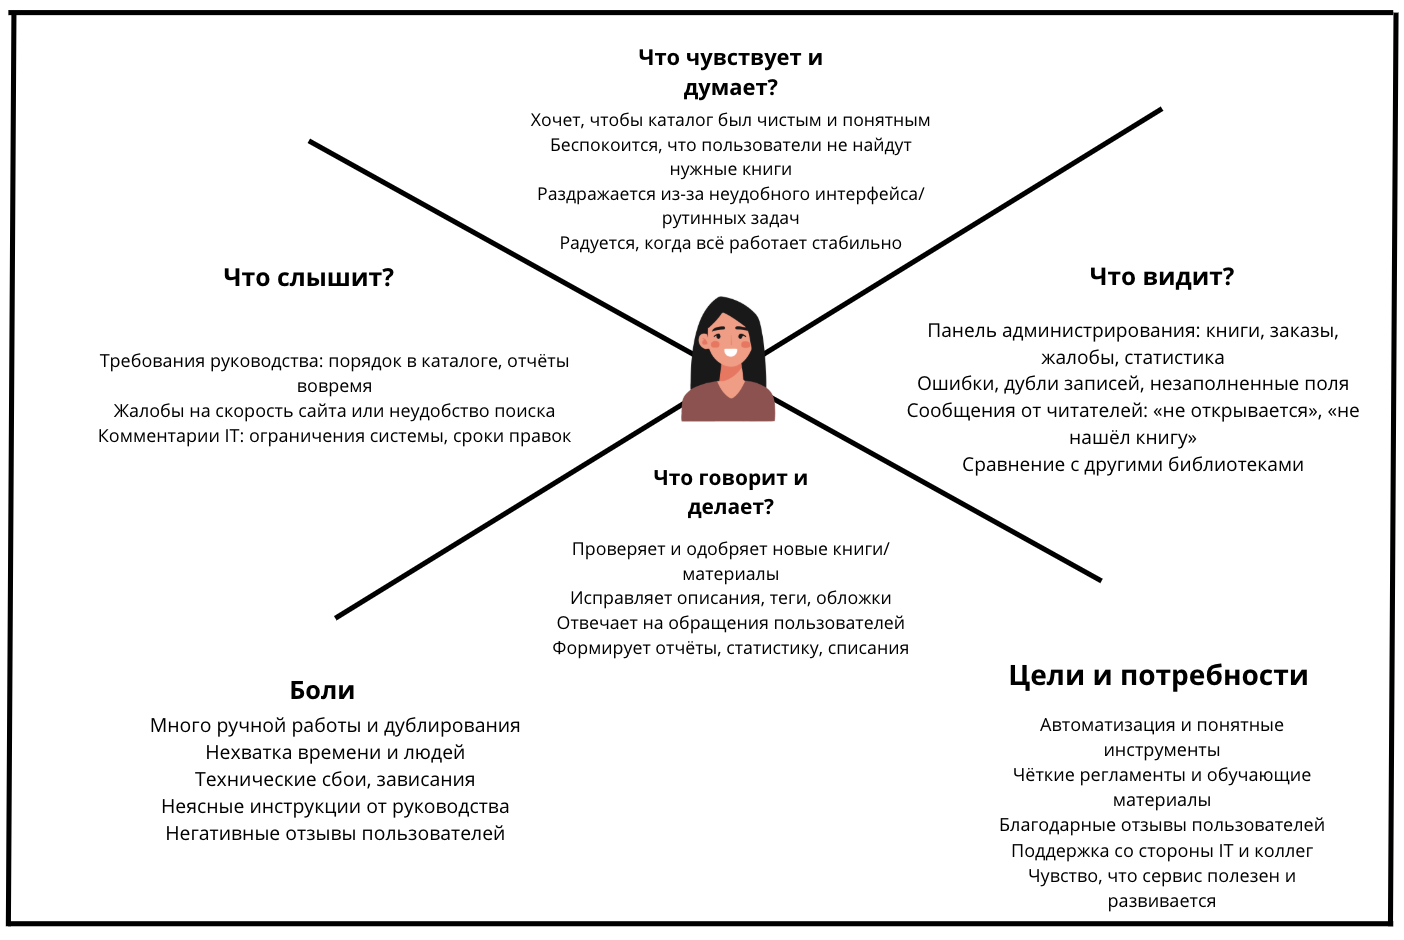 Что чувствует и
думает?
Хочет, чтобы каталог был чистым и понятным
Беспокоится, что пользователи не найдут
нужные книги
Раздражается из-за неудобного интерфейса/
рутинных задач
Радуется, когда всё работает стабильно
Что слышит?
Требования руководства: порядок в каталоге, отчёты
вовремя
Жалобы на скорость сайта или неудобство поиска
Комментарии IT: ограничения системы, сроки правок
Что видит?
Панель администрирования: книги, заказы,
жалобы, статистика
Ошибки, дубли записей, незаполненные поля
Сообщения от читателей: «не открывается», «не
нашёл книгу»
Сравнение с другими библиотеками
Что говорит и
делает?
Проверяет и одобряет новые книги/
материалы
Исправляет описания, теги, обложки
Отвечает на обращения пользователей
Формирует отчёты, статистику, списания
Боли
Много ручной работы и дублирования
Нехватка времени и людей
Технические сбои, зависания
Неясные инструкции от руководства
Негативные отзывы пользователей
Цели и потребности
Автоматизация и понятные
инструменты
Чёткие регламенты и обучающие
материалы
Благодарные отзывы пользователей
Поддержка со стороны IT и коллег
Чувство, что сервис полезен и
развивается